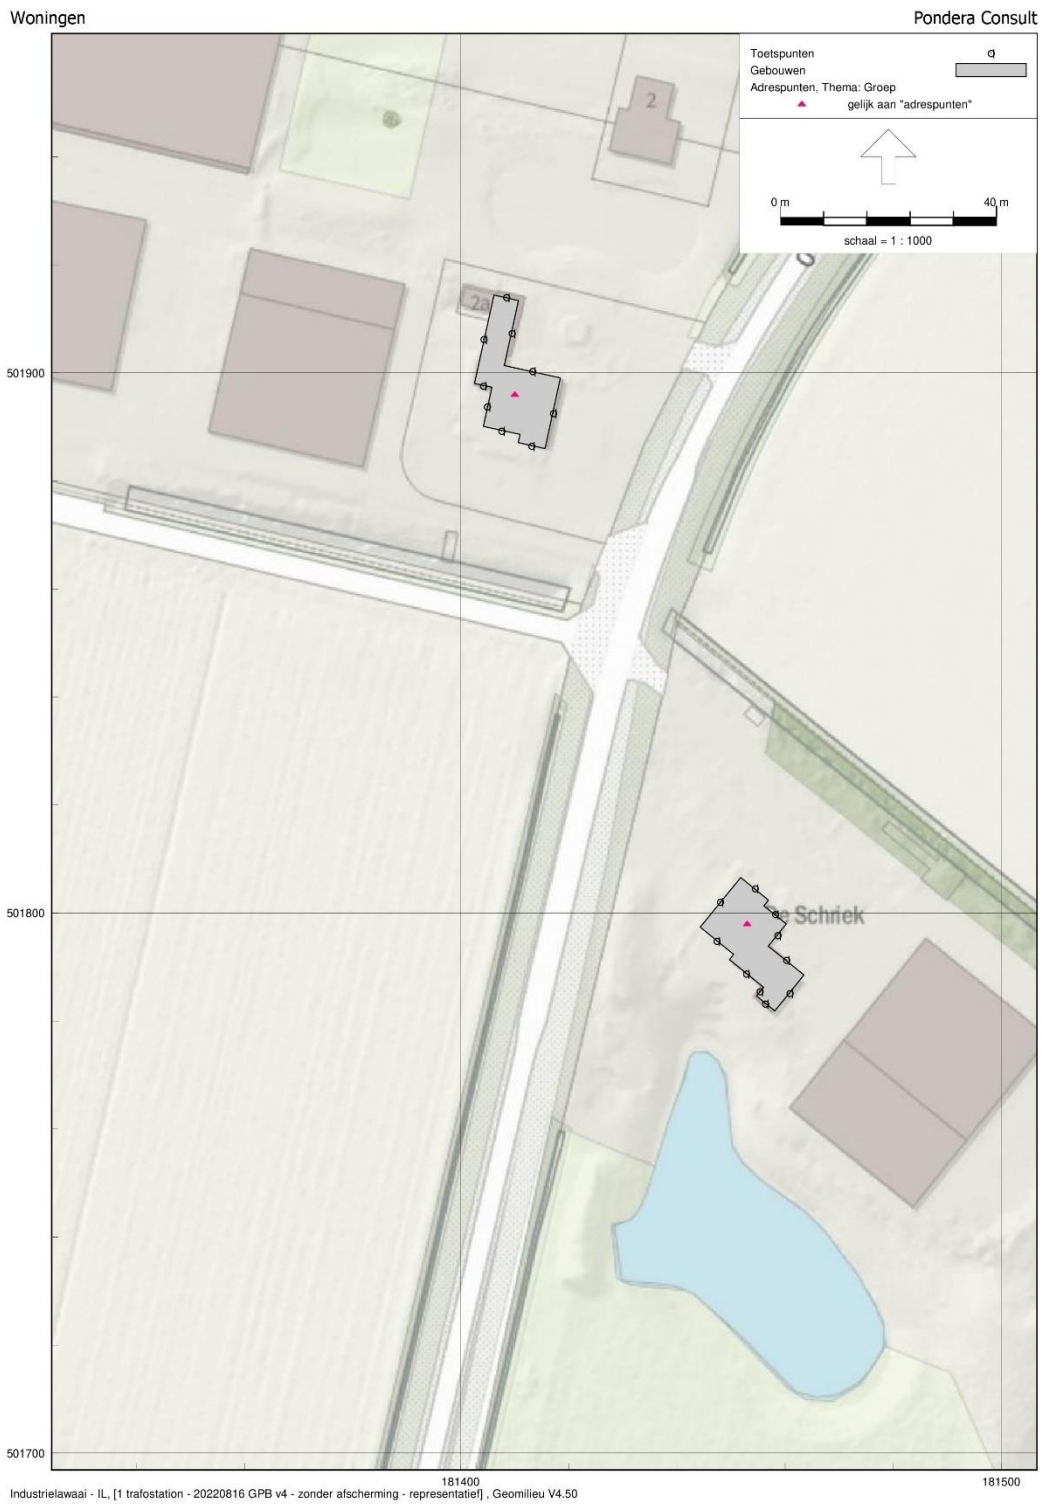 Woningen
Pondera Consult
Toetspunten
Gebouwen
Adrespunten, Thema: Groep
gelijk aan "adrespunten"
0 m 40 m
schaal = 1 : 1000
2
2a
501900
De Schriek
501800
501700
181400 181500
Industrielawaai - IL, [1 trafostation - 20220816 GPB v4 - zonder afscherming - representatief] , Geomilieu V4.50